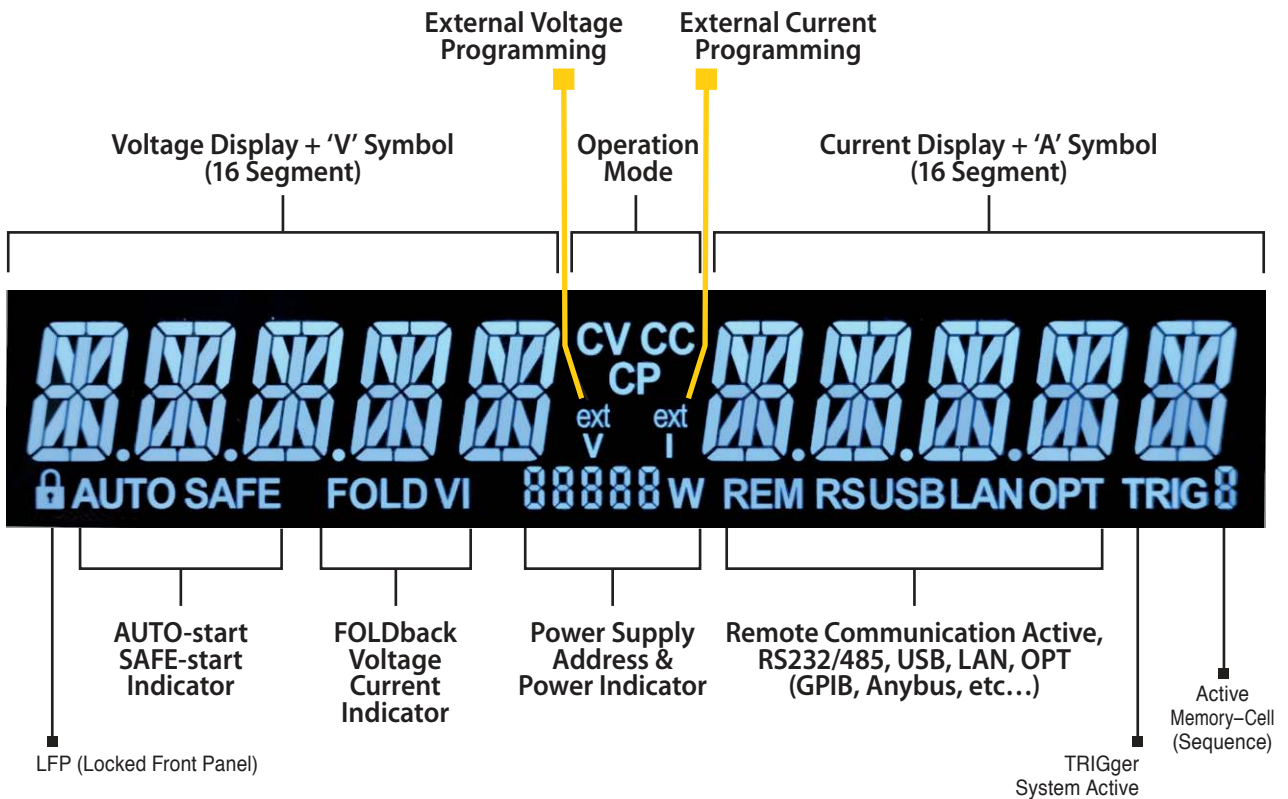 External Voltage
Programming
External Current
Programming
Voltage Display + ‘V’ Symbol
(16 Segment)
Operation
Mode
Current Display + ‘A’ Symbol
(16 Segment)
CV CC
CP
ext
V
ext
I
AUTO SAFE FOLD VI 88888 W REM RS USB LAN OPT TRIG 8
AUTO-start
SAFE-start
Indicator
FOLDback
Voltage
Current
Indicator
Power Supply
Address &
Power Indicator
Remote Communication Active,
RS232/485, USB, LAN, OPT
(GPIB, Anybus, etc…)
Active
Memory–Cell
(Sequence)
LFP (Locked Front Panel)
TRIGger
System Active